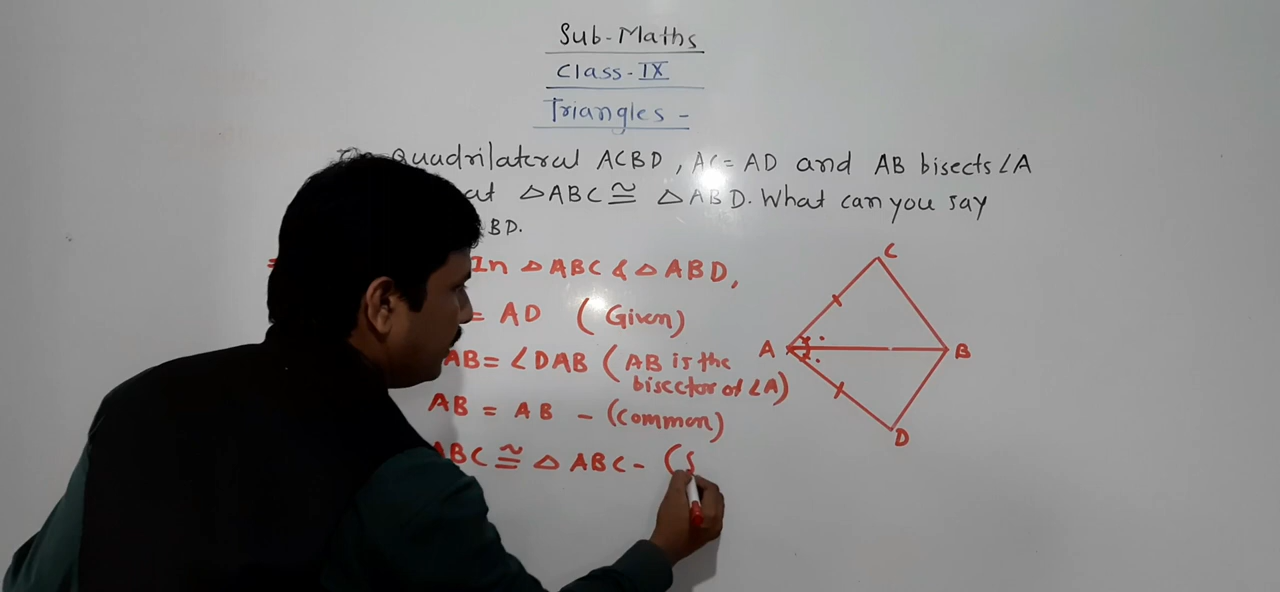 Sub-Maths
Class-IX
Triangles -
Quadrilateral ACBD, AC = AD and AB bisects ∠A
at △ABC ≅ △ABD. What can you say
BD.
In △ABC & △ABD,
= AD (Given)
AB = ∠DAB (AB is the
bisector of ∠A)
AB = AB - (Common)
ABC ≅ △ABC - (S
C
A
B
D